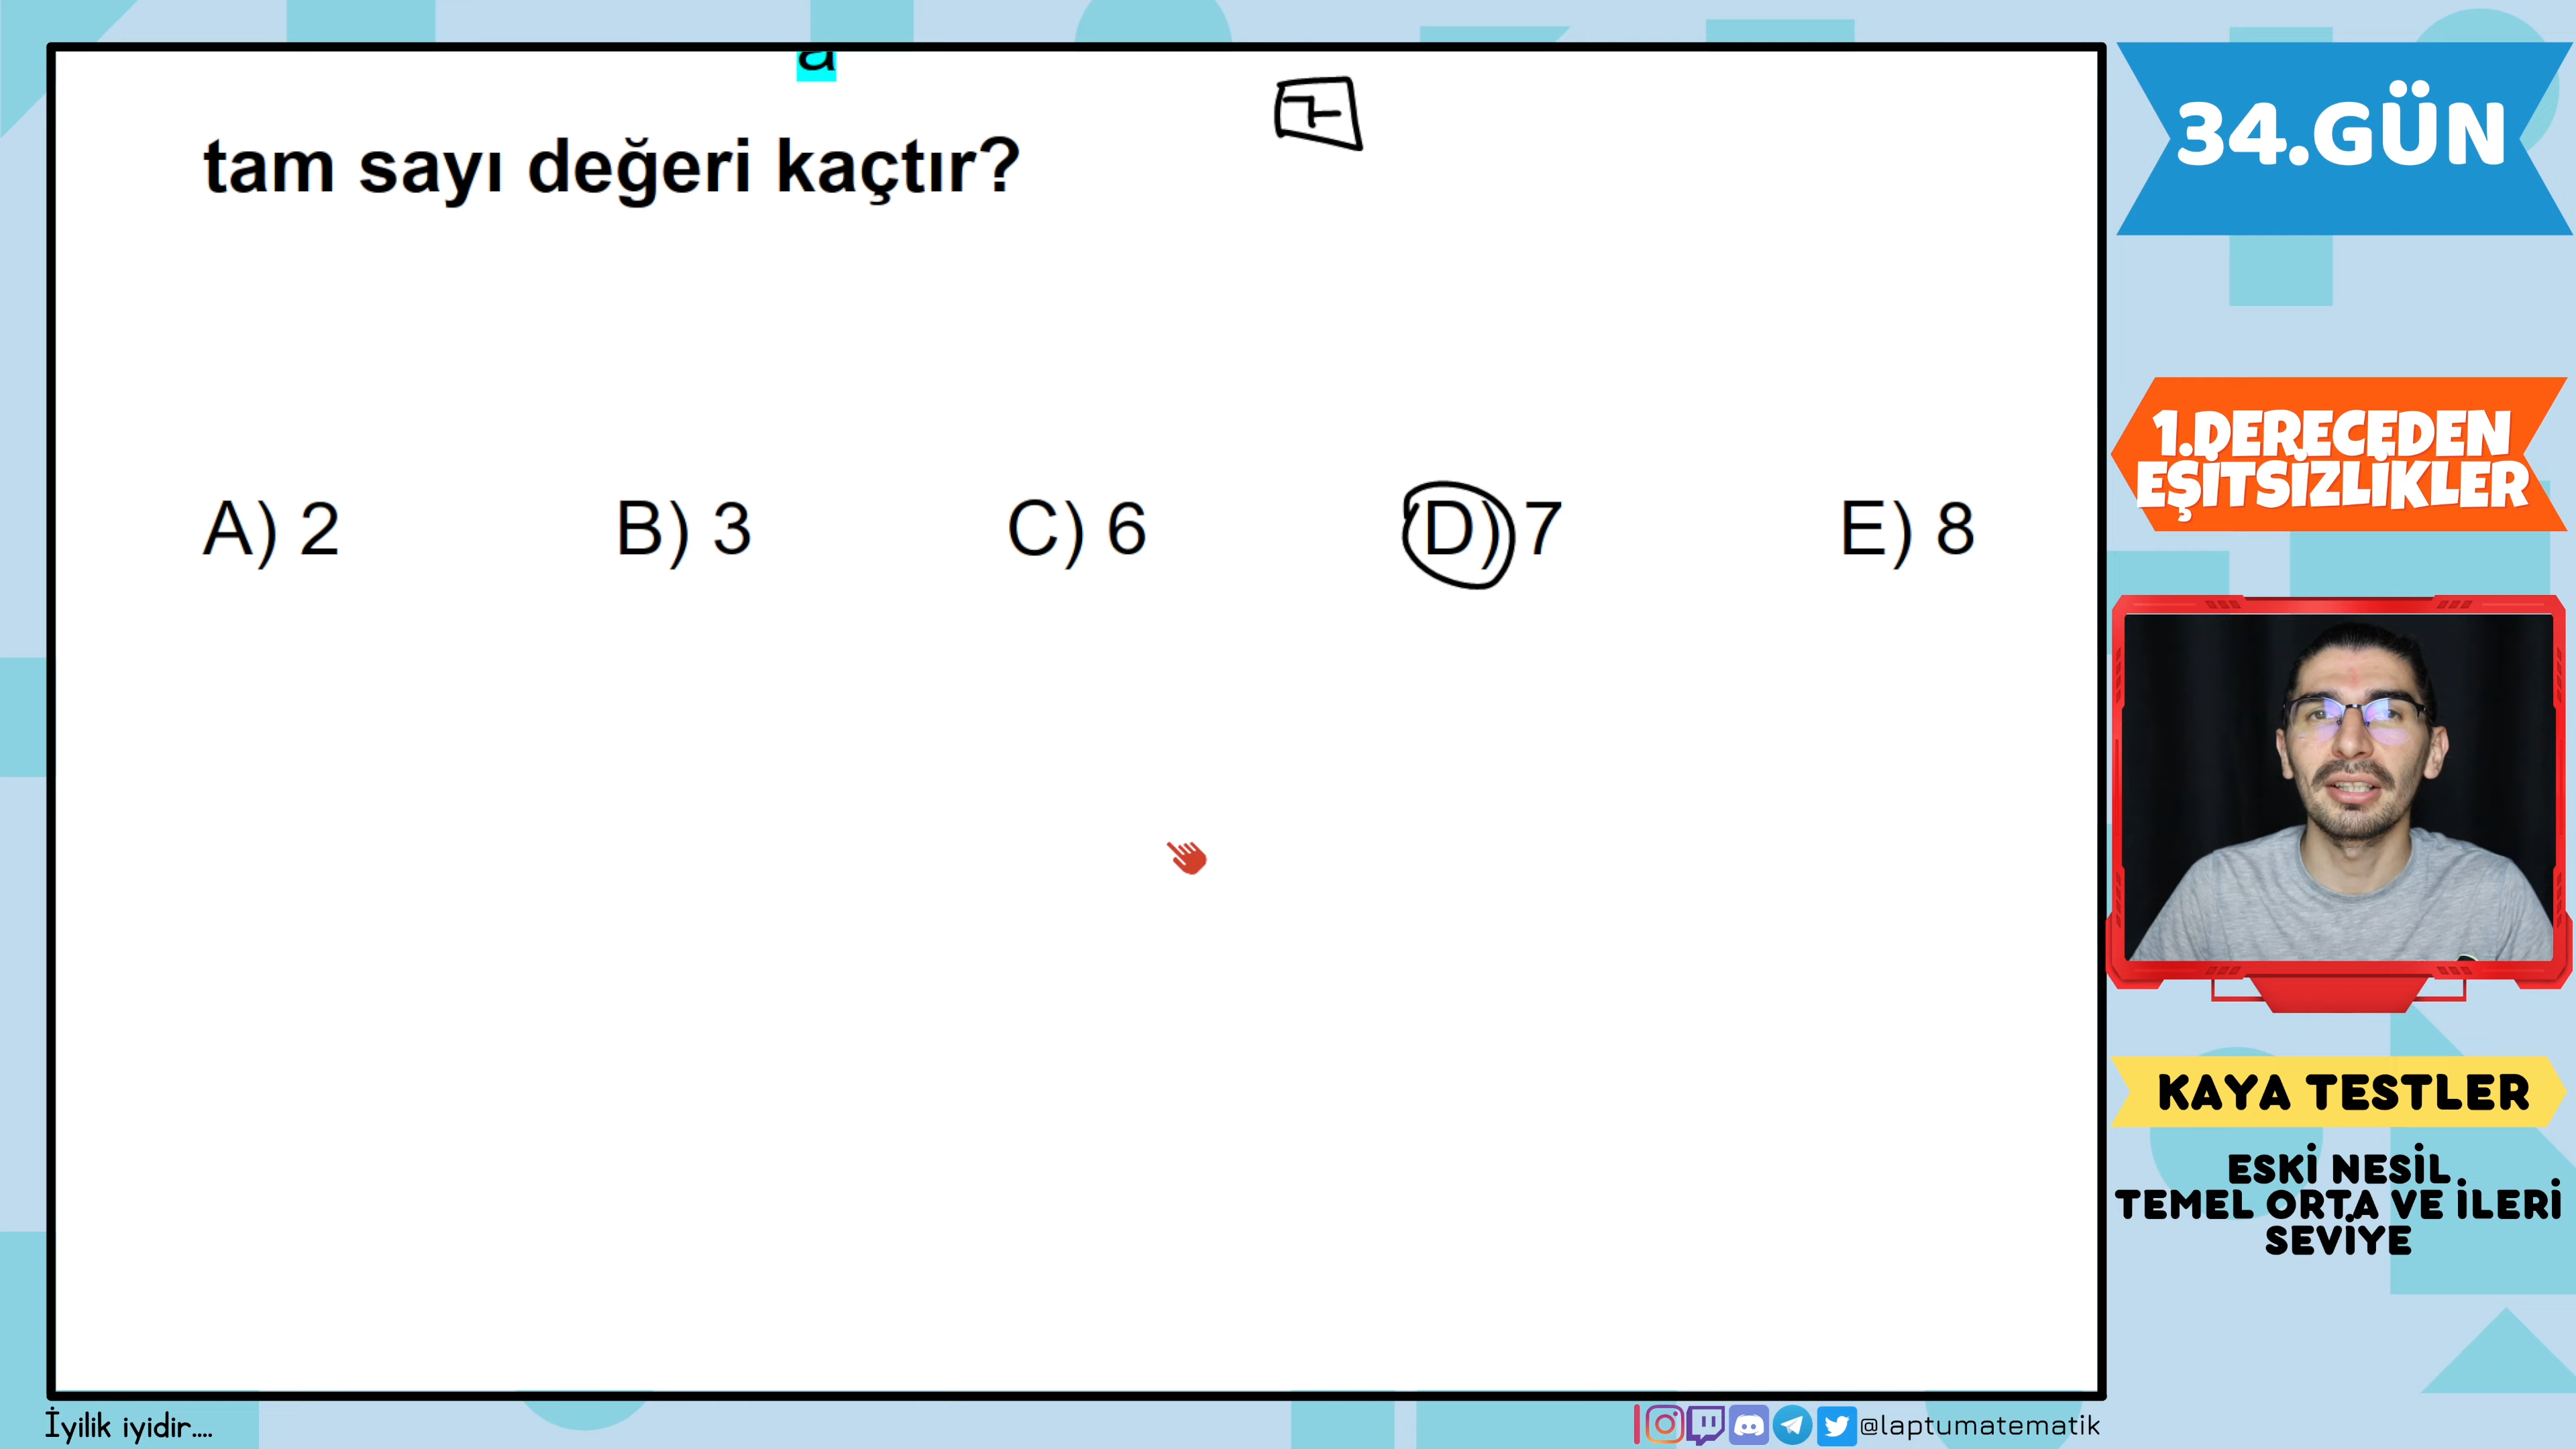 a
7
tam sayı değeri kaçtır?
A) 2 B) 3 C) 6 D) 7 E) 8
34.GÜN
1.DERECEDEN
EŞİTSİZLİKLER
KAYA TESTLER
ESKİ NESİL
TEMEL ORTA VE İLERİ
SEVİYE
İyilik iyidir....
@laptumatematik